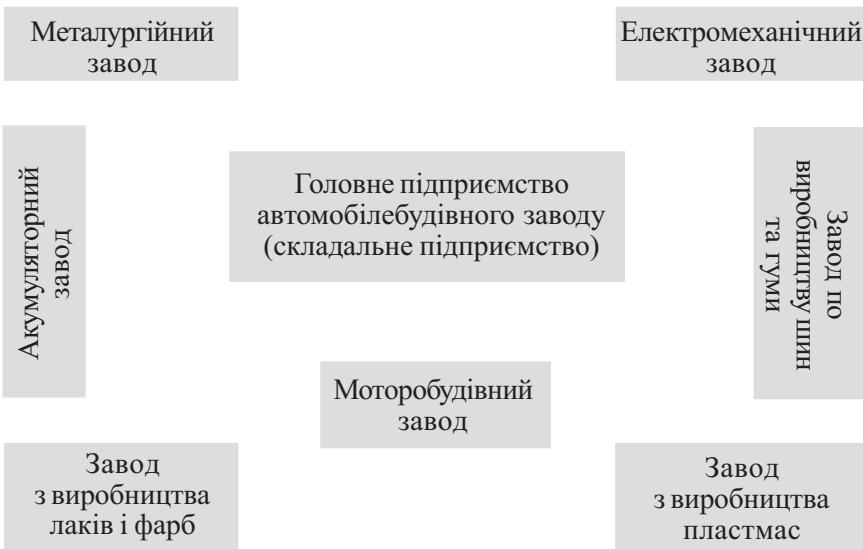 Металургійний
завод
Електромеханічний
завод
Акумуляторний
завод
Головне підприємство
автомобілебудівного заводу
(складальне підприємство)
Завод по
виробництву шин
та гуми
Моторобудівний
завод
Завод
з виробництва
лаків і фарб
Завод
з виробництва
пластмас